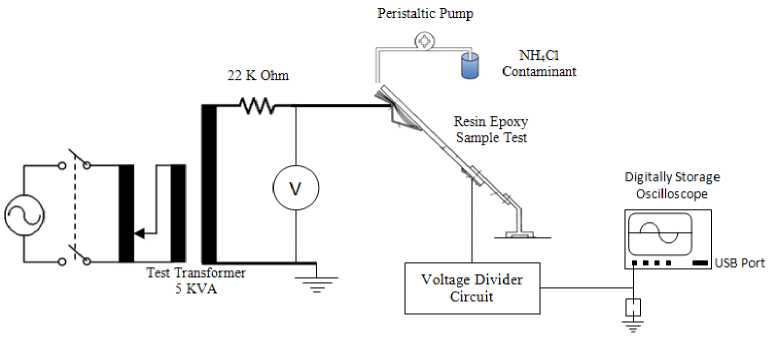 Peristaltic Pump
NH₄Cl
Contaminant
22 K Ohm
Resin Epoxy
Sample Test
V
Digitally Storage
Oscilloscope
USB Port
Test Transformer
5 KVA
Voltage Divider
Circuit